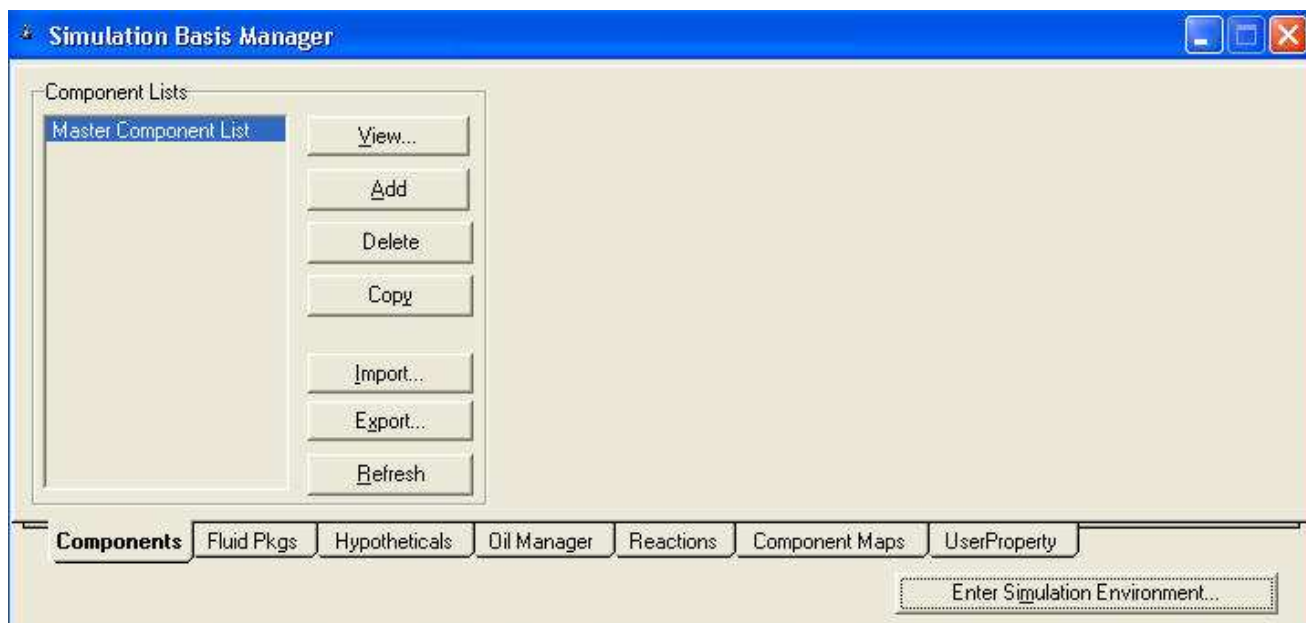 Simulation Basis Manager
Component Lists
Master Component List
View...
Add
Delete
Copy
Import...
Export...
Refresh
Components Fluid Pkgs Hypotheticals Oil Manager Reactions Component Maps UserProperty
Enter Simulation Environment...